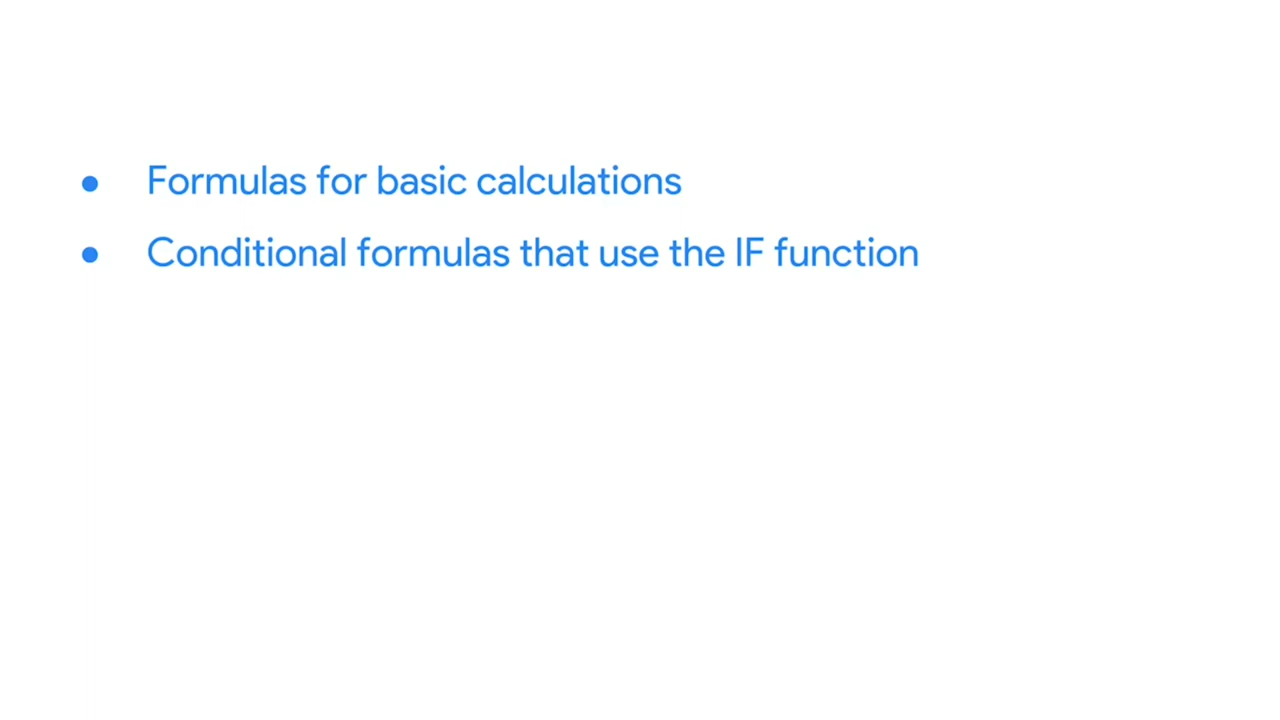 ● Formulas for basic calculations
● Conditional formulas that use the IF function